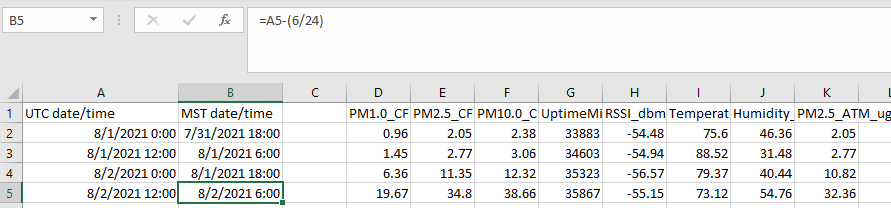 B5 fx =A5-(6/24)
A B C D E F G H I J K L
1 UTC date/time MST date/time PM1.0_CF PM2.5_CF PM10.0_C UptimeMi RSSI_dbm Temperat Humidity_ PM2.5_ATM_ug
2 8/1/2021 0:00 7/31/2021 18:00 0.96 2.05 2.38 33883 -54.48 75.6 46.36 2.05
3 8/1/2021 12:00 8/1/2021 6:00 1.45 2.77 3.06 34603 -54.94 88.52 31.48 2.77
4 8/2/2021 0:00 8/1/2021 18:00 6.36 11.35 12.32 35323 -56.57 79.37 40.44 10.82
5 8/2/2021 12:00 8/2/2021 6:00 19.67 34.8 38.66 35867 -55.15 73.12 54.76 32.36